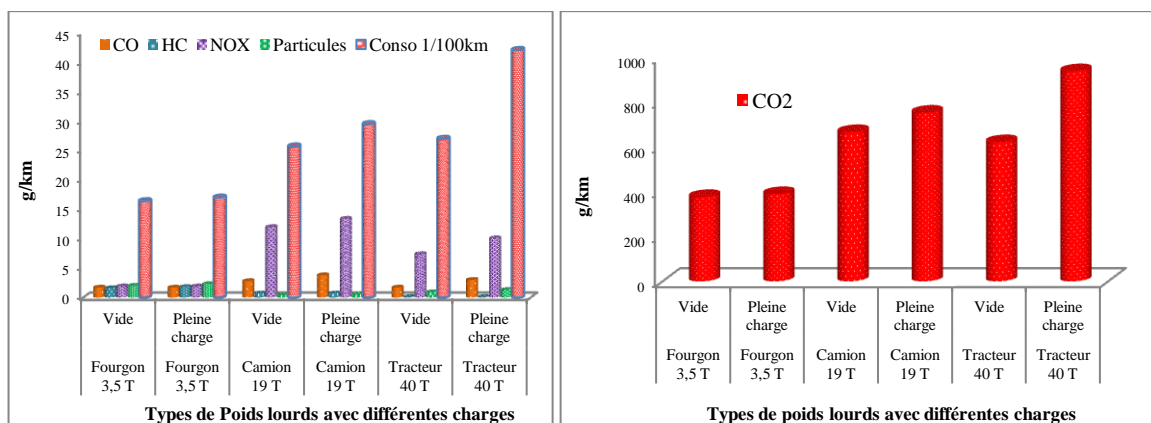 45
40
35
30
25
20
15
10
5
0
g/km
CO HC NOX Particules Conso 1/100km
Vide Pleine charge Vide Pleine charge Vide Pleine charge
Fourgon 3,5 T Fourgon 3,5 T Camion 19 T Camion 19 T Tracteur 40 T Tracteur 40 T
Types de Poids lourds avec différentes charges
1000
800
600
400
200
0
g/km
CO2
Vide Pleine charge Vide Pleine charge Vide Pleine charge
Fourgon 3,5 T Fourgon 3,5 T Camion 19 T Camion 19 T Tracteur 40 T Tracteur 40 T
Types de poids lourds avec différentes charges